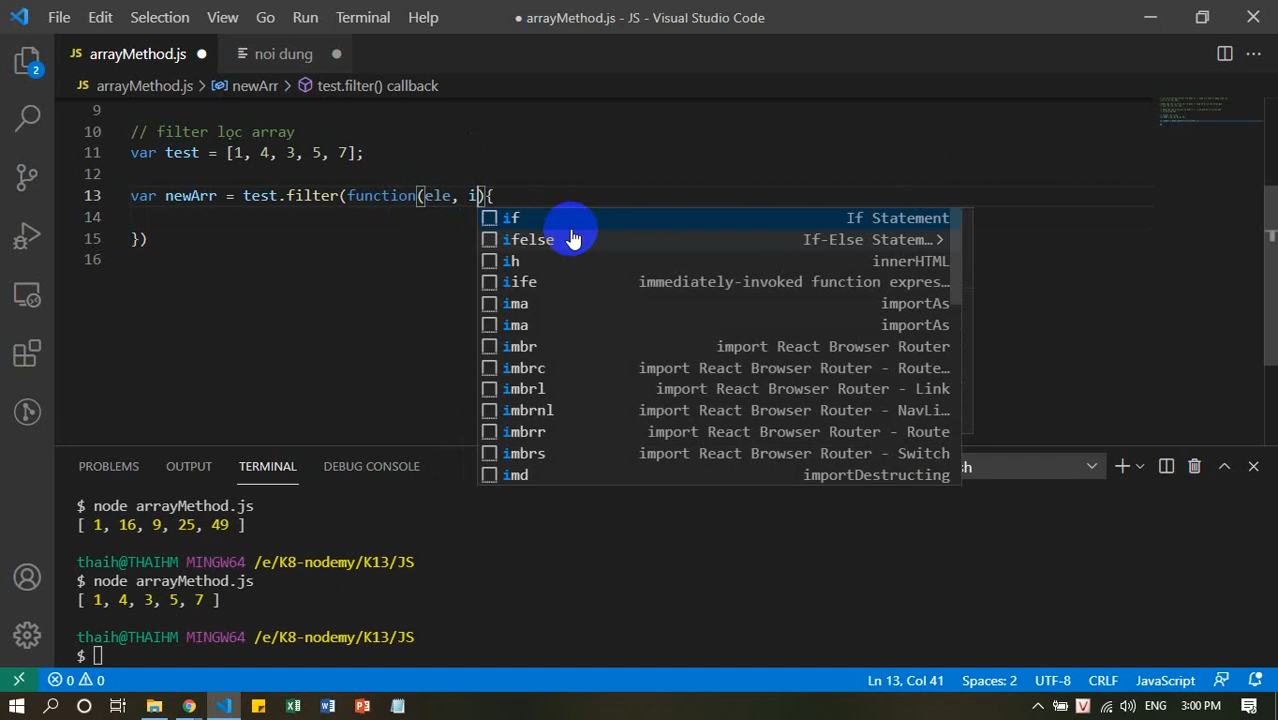 File Edit Selection View Go Run Terminal Help
● arrayMethod.js - JS - Visual Studio Code
JS arrayMethod.js
noi dung
JS arrayMethod.js > newArr > test.filter() callback
9
10 // filter lọc array
11 var test = [1, 4, 3, 5, 7];
12
13 var newArr = test.filter(function(ele, i){
14
15 })
16
if If Statement
ifelse If-Else Statem…
ih innerHTML
iife immediately-invoked function expres…
ima importAs
ima importAs
imbr import React Browser Router
imbrc import React Browser Router - Route…
imbrl import React Browser Router - Link
imbrnl import React Browser Router - NavLi…
imbrr import React Browser Router - Route
imbrs import React Browser Router - Switch
imd importDestructing
2
PROBLEMS OUTPUT TERMINAL DEBUG CONSOLE
sh
$ node arrayMethod.js
[ 1, 16, 9, 25, 49 ]
thaih@THAIHM MINGW64 /e/K8-nodemy/K13/JS
$ node arrayMethod.js
[ 1, 4, 3, 5, 7 ]
thaih@THAIHM MINGW64 /e/K8-nodemy/K13/JS
$
0 0
Ln 13, Col 41 Spaces: 2 UTF-8 CRLF JavaScript
ENG 3:00 PM